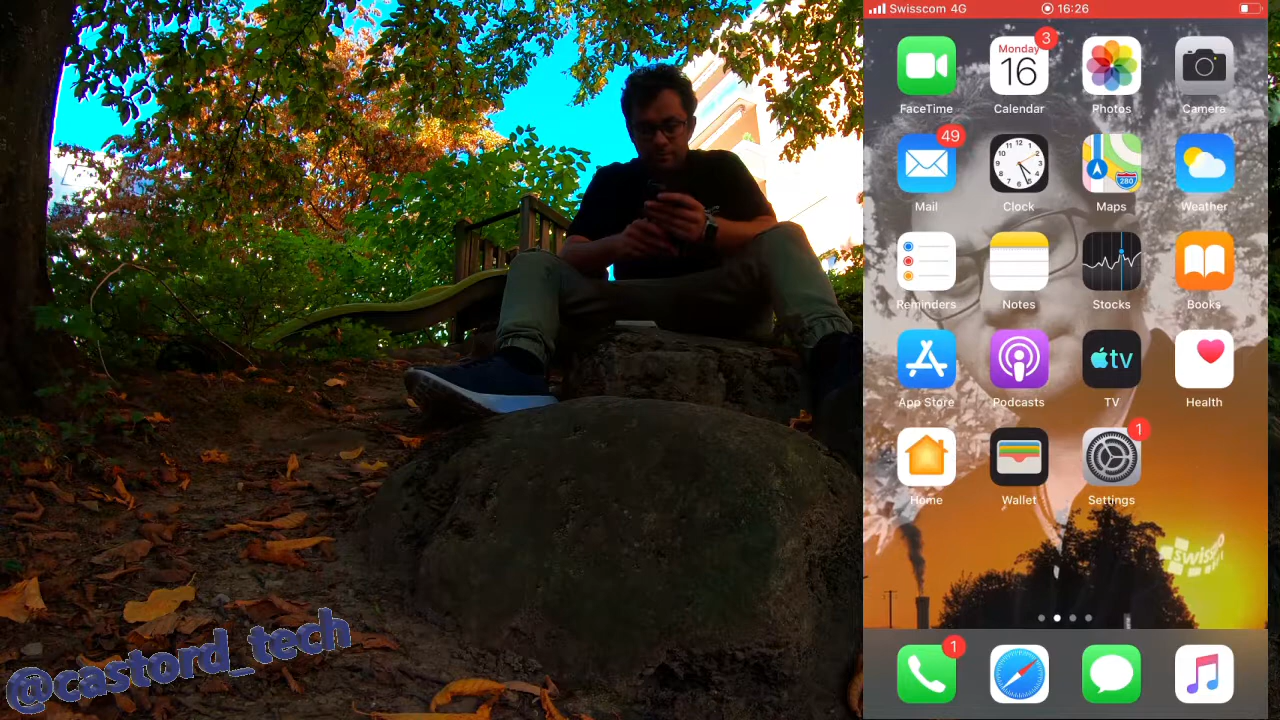 @castord_tech
Swisscom 4G
16:26
3
Monday
16
FaceTime
Calendar
Photos
Camera
49
280
Mail
Clock
Maps
Weather
Reminders
Notes
Stocks
Books
tv
App Store
Podcasts
TV
Health
1
Home
Wallet
Settings
1